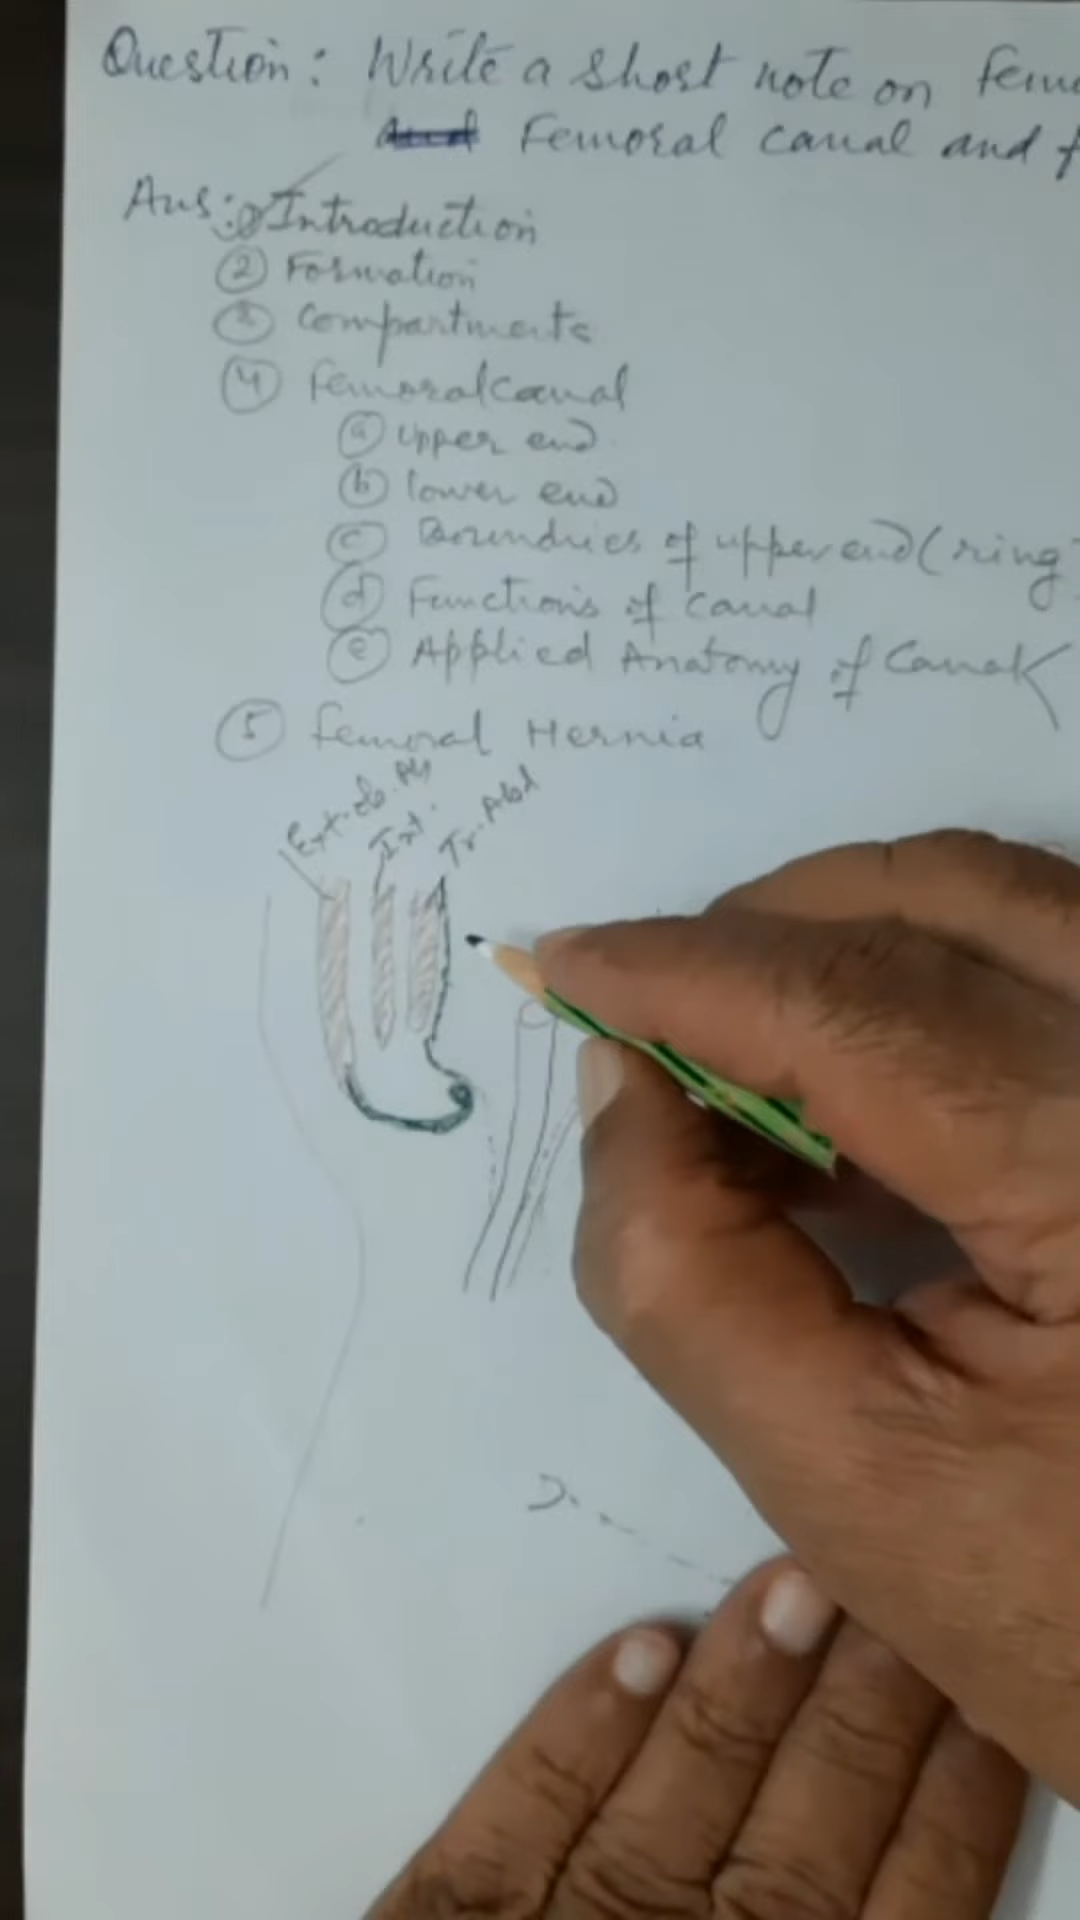 Question: Write a short note on
and Femoral canal and
Ans: ① Introduction
② Formation
③ Compartments
④ Femoral canal
ⓐ Upper end
ⓑ lower end
ⓒ Boundries of upper end (ring)
ⓓ Functions of canal
ⓔ Applied Anatomy of Canal
⑤ Femoral Hernia
Ext. ob.
Int.
Tr. Abd